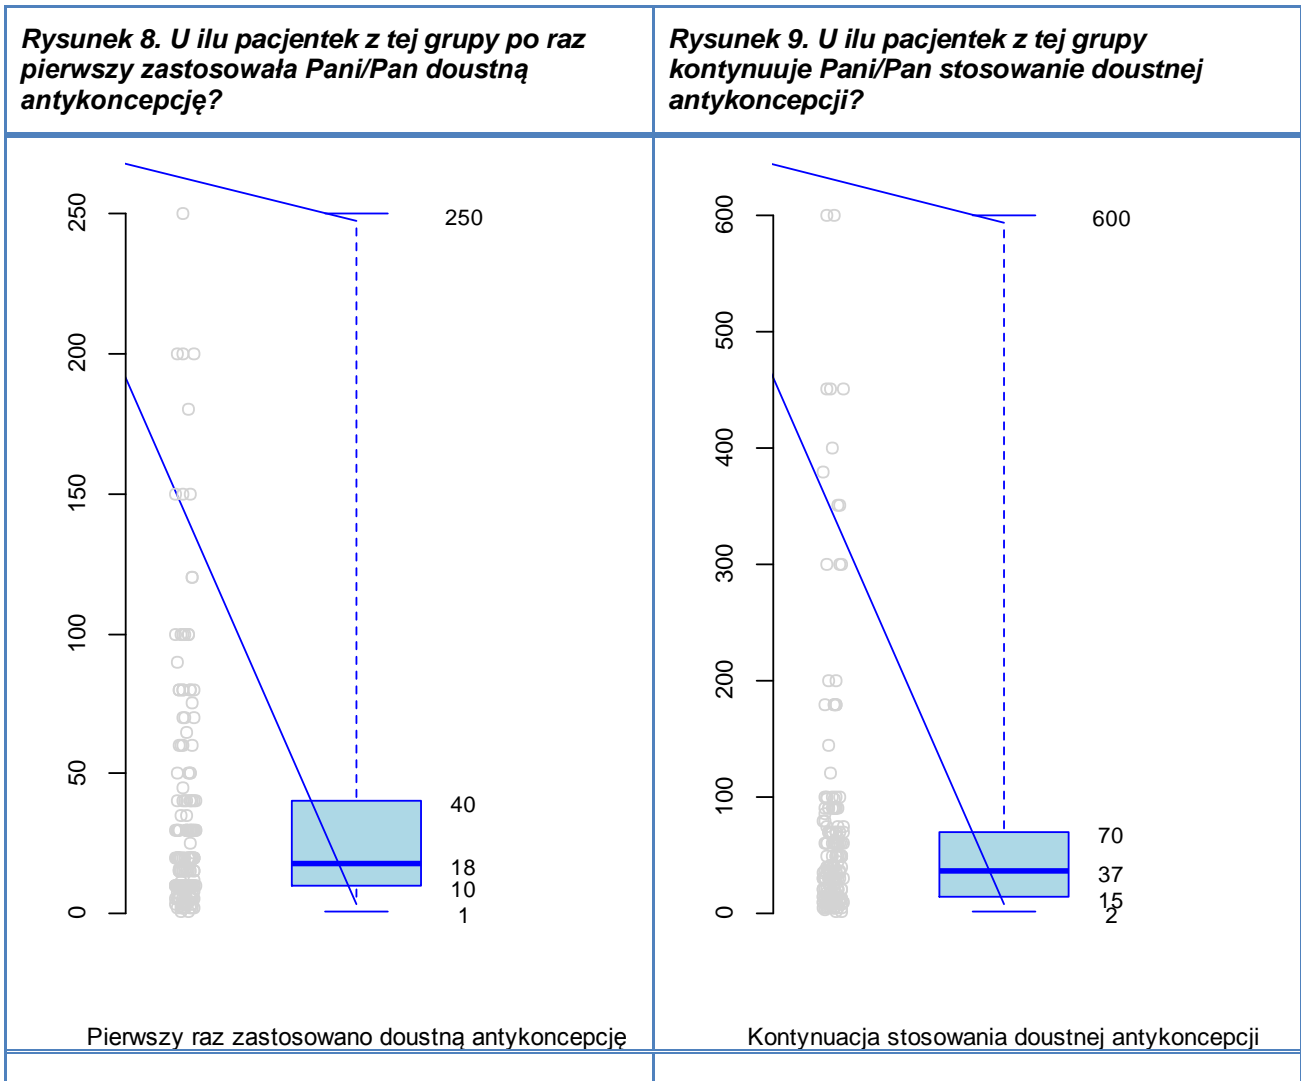 Rysunek 8. U ilu pacjentek z tej grupy po raz
pierwszy zastosowała Pani/Pan doustną
antykoncepcję?
Rysunek 9. U ilu pacjentek z tej grupy
kontynuuje Pani/Pan stosowanie doustnej
antykoncepcji?
250
200
150
100
50
0
250
40
18
10
1
Pierwszy raz zastosowano doustną antykoncepcję
600
500
400
300
200
100
0
600
70
37
15
2
Kontynuacja stosowania doustnej antykoncepcji